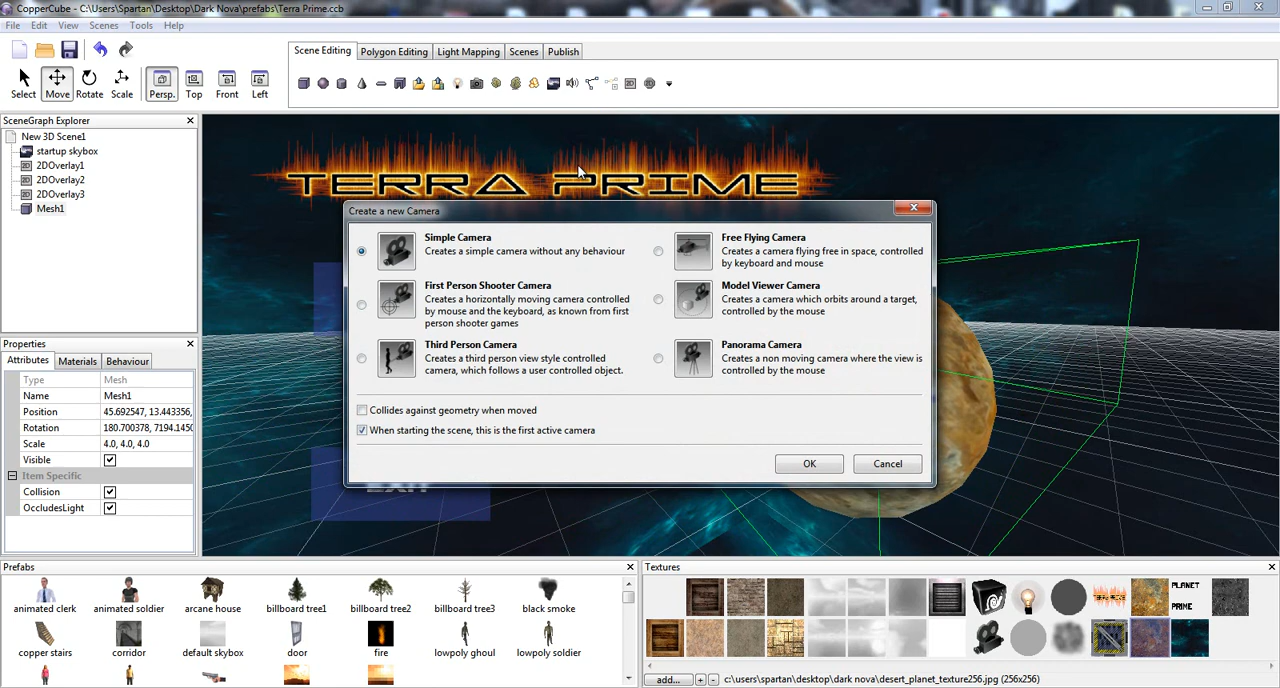 CopperCube - C:\Users\Spartan\Desktop\Dark Nova\prefabs\Terra Prime.ccb
File Edit View Scenes Tools Help
Scene Editing Polygon Editing Light Mapping Scenes Publish
Select Move Rotate Scale Persp. Top Front Left
SceneGraph Explorer
New 3D Scene1
startup skybox
2DOverlay1
2DOverlay2
2DOverlay3
Mesh1
TERRA PRIME
Create a new Camera
Simple Camera
Creates a simple camera without any behaviour
Free Flying Camera
Creates a camera flying free in space, controlled
by keyboard and mouse
First Person Shooter Camera
Creates a horizontally moving camera controlled
by mouse and the keyboard, as known from first
person shooter games
Model Viewer Camera
Creates a camera which orbits around a target,
controlled by the mouse
Third Person Camera
Creates a third person view style controlled
camera, which follows a user controlled object.
Panorama Camera
Creates a non moving camera where the view is
controlled by the mouse
Collides against geometry when moved
When starting the scene, this is the first active camera
OK Cancel
EXIT
Properties
Attributes Materials Behaviour
Type Mesh
Name Mesh1
Position 45.692547, 13.443356,
Rotation 180.700378, 7194.1450
Scale 4.0, 4.0, 4.0
Visible
Item Specific
Collision
OccludesLight
Prefabs
animated clerk animated soldier arcane house billboard tree1 billboard tree2 billboard tree3 black smoke
copper stairs corridor default skybox door fire lowpoly ghoul lowpoly soldier
Textures
PLANET
PRIME
add... + - c:\users\spartan\desktop\dark nova\desert_planet_texture256.jpg (256x256)